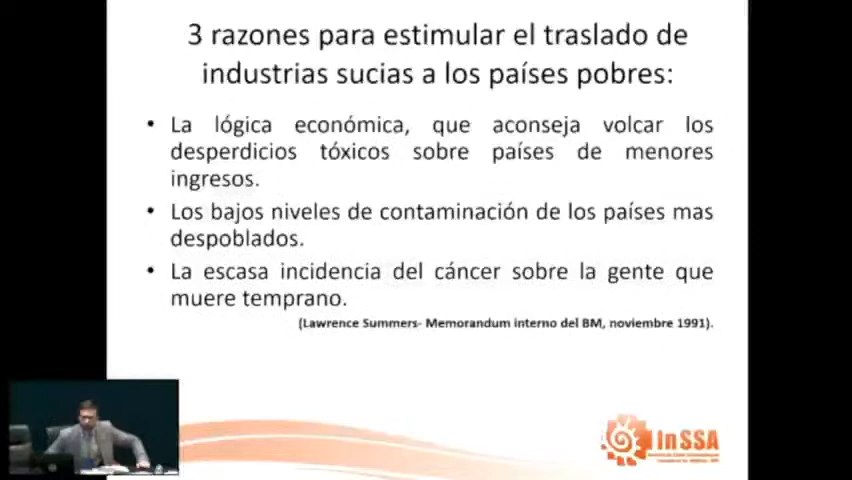 3 razones para estimular el traslado de
industrias sucias a los países pobres:
• La lógica económica, que aconseja volcar los
desperdicios tóxicos sobre países de menores
ingresos.
• Los bajos niveles de contaminación de los países mas
despoblados.
• La escasa incidencia del cáncer sobre la gente que
muere temprano.
(Lawrence Summers- Memorandum interno del BM, noviembre 1991).
InSSA